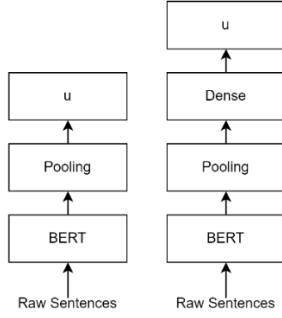 u
Pooling
BERT
Raw Sentences
u
Dense
Pooling
BERT
Raw Sentences